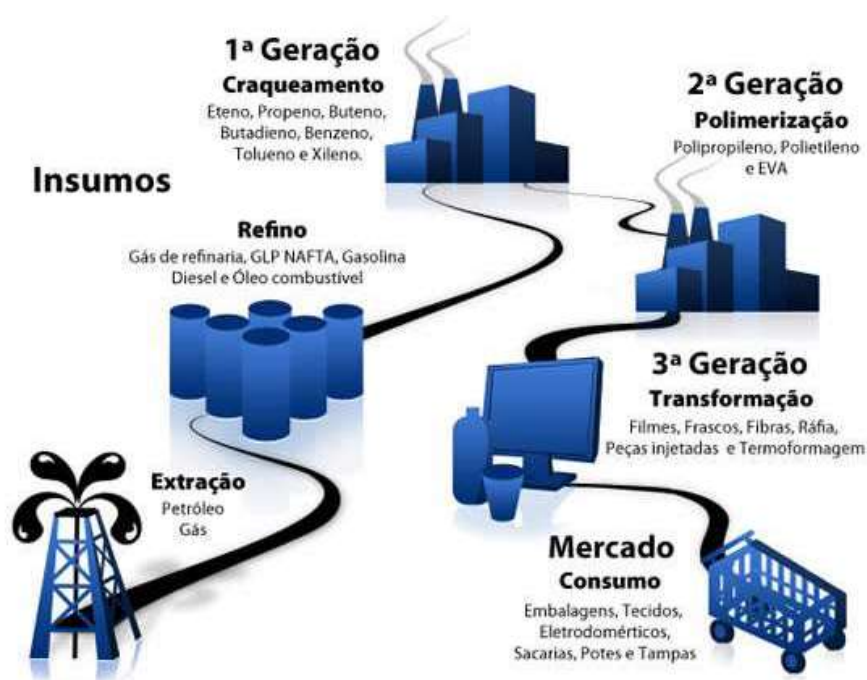 1ª Geração
Craqueamento
Eteno, Propeno, Buteno,
Butadieno, Benzeno,
Tolueno e Xileno.
2ª Geração
Polimerização
Polipropileno, Polietileno
e EVA
Insumos
Refino
Gás de refinaria, GLP NAFTA, Gasolina
Diesel e Óleo combustível
3ª Geração
Transformação
Filmes, Frascos, Fibras, Ráfia,
Peças injetadas e Termoformagem
Extração
Petróleo
Gás
Mercado
Consumo
Embalagens, Tecidos,
Eletrodomérticos,
Sacarias, Potes e Tampas